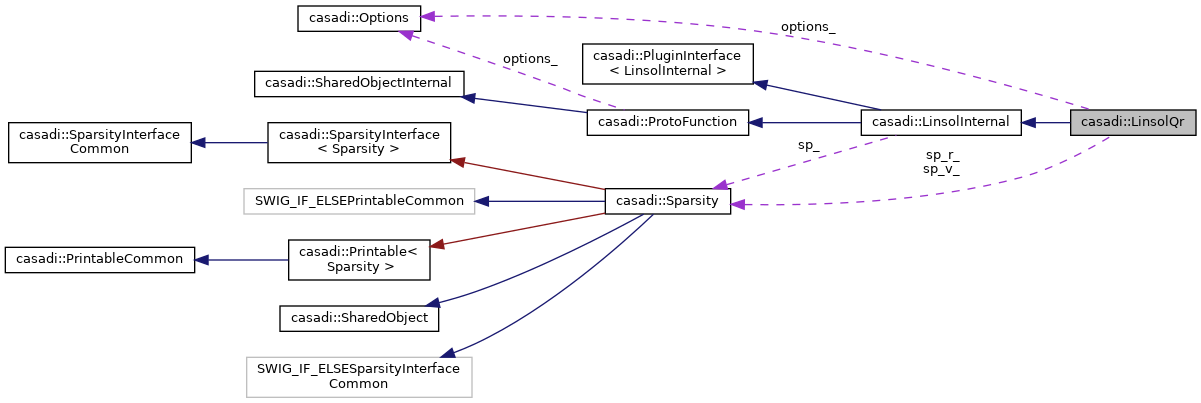 casadi::Options
options_
casadi::PluginInterface
< LinsolInternal >
options_
casadi::SharedObjectInternal
casadi::ProtoFunction
casadi::LinsolInternal
casadi::LinsolQr
casadi::SparsityInterface
Common
casadi::SparsityInterface
< Sparsity >
sp_
sp_r_
sp_v_
SWIG_IF_ELSEPrintableCommon
casadi::Sparsity
casadi::PrintableCommon
casadi::Printable<
Sparsity >
casadi::SharedObject
SWIG_IF_ELSESparsityInterface
Common